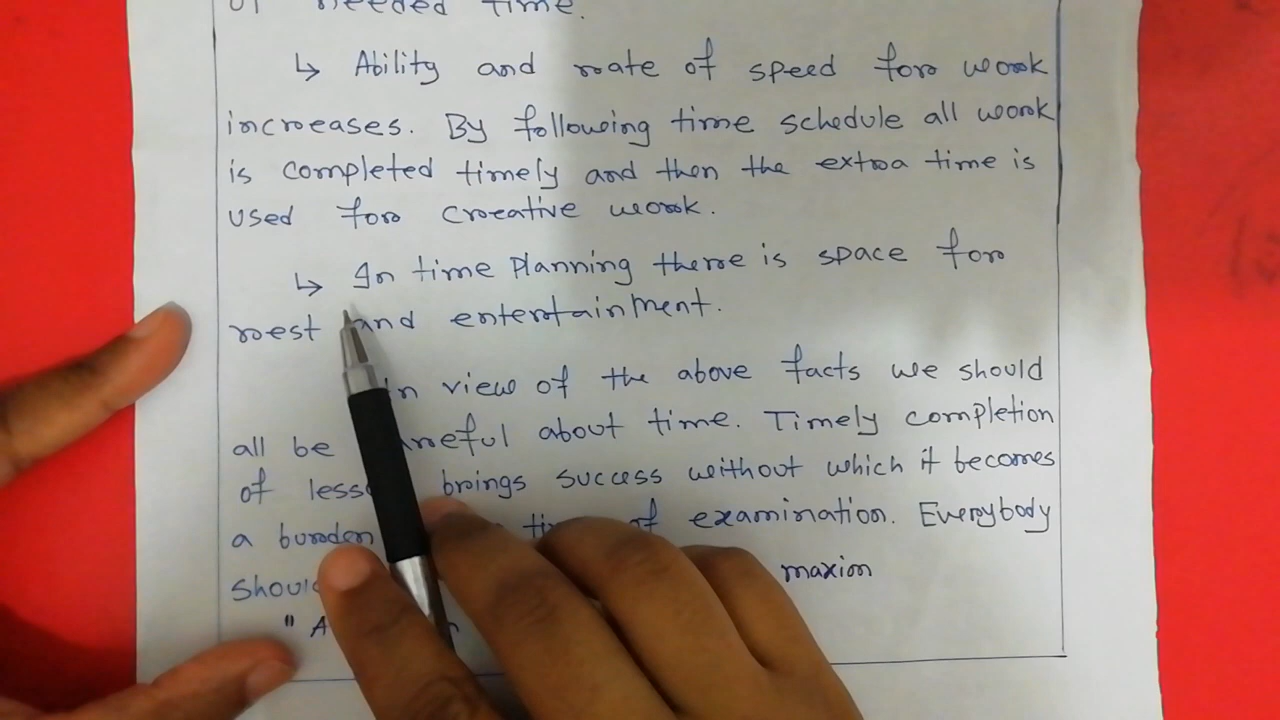 of needed time.
↳ Ability and rate of speed for work
increases. By following time schedule all work
is completed timely and then the extra time is
used for creative work.
↳ In time planning there is space for
rest and entertainment.
in view of the above facts we should
all be careful about time. Timely completion
of brings success without which it becomes
a burden of examination. Everybody
should maxim
" A